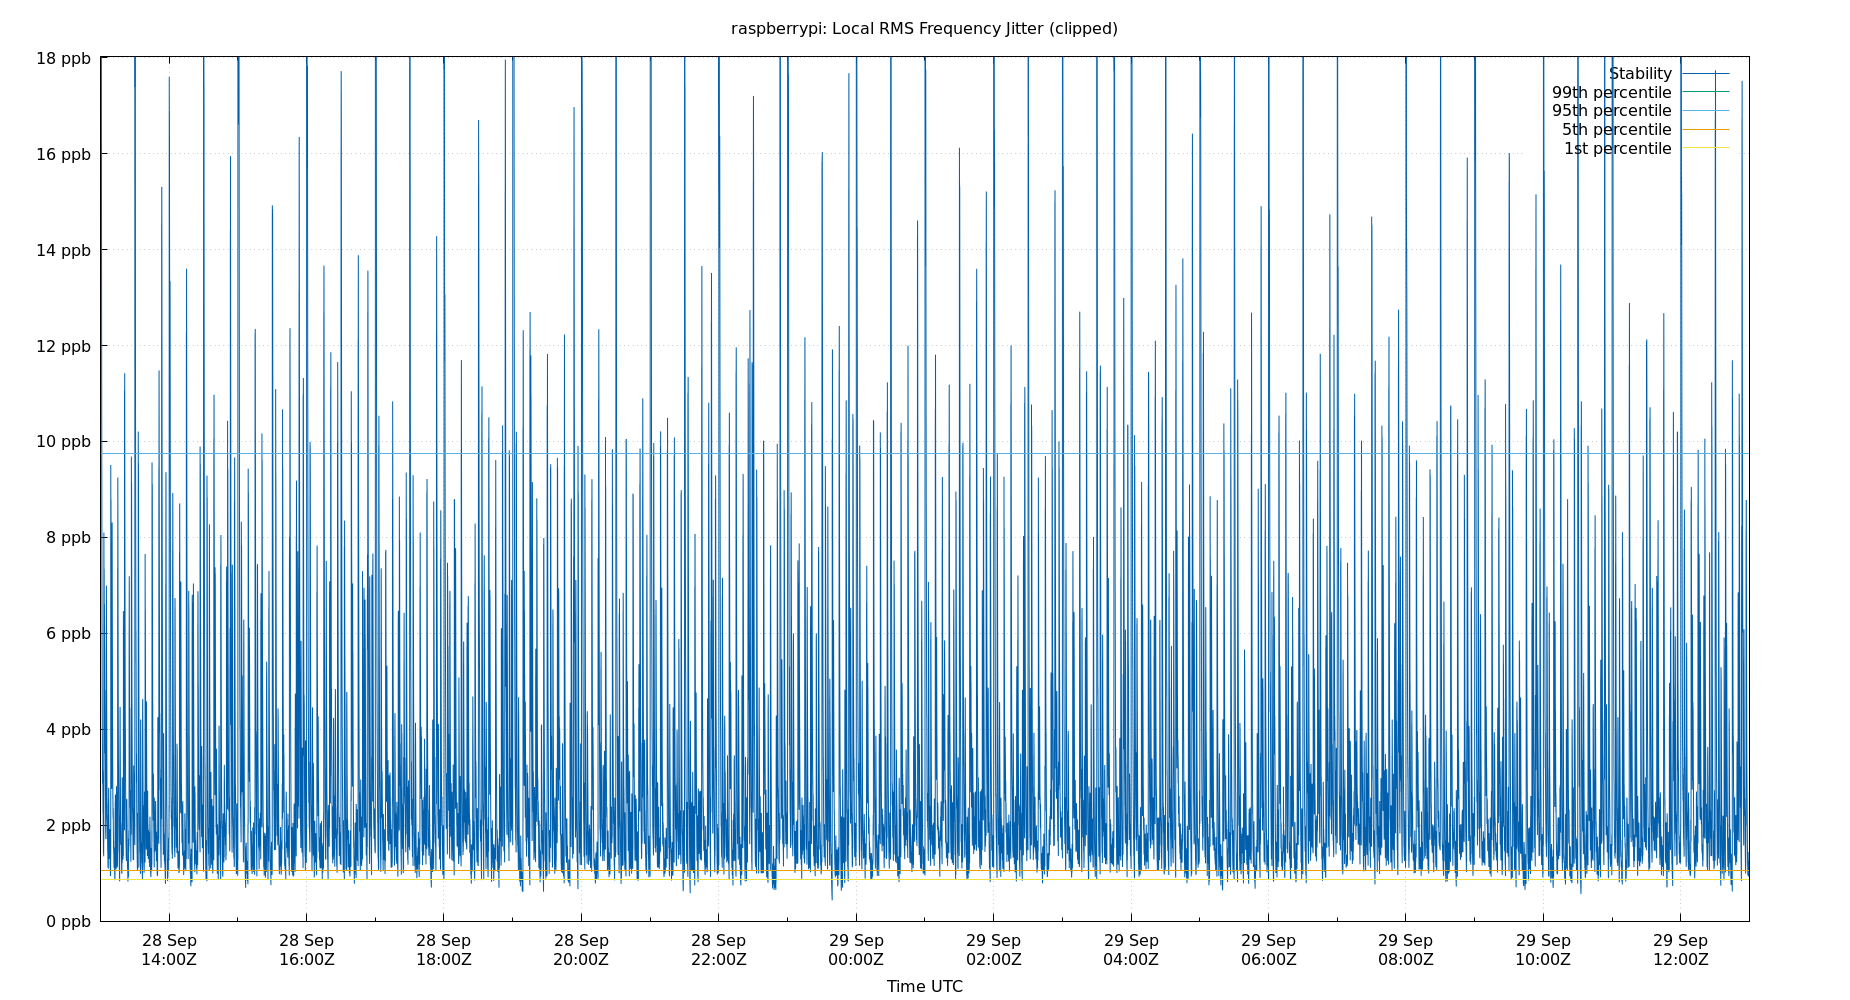 raspberrypi: Local RMS Frequency Jitter (clipped)
18 ppb
16 ppb
14 ppb
12 ppb
10 ppb
8 ppb
6 ppb
4 ppb
2 ppb
0 ppb
Stability
99th percentile
95th percentile
5th percentile
1st percentile
28 Sep
14:00Z
28 Sep
16:00Z
28 Sep
18:00Z
28 Sep
20:00Z
28 Sep
22:00Z
29 Sep
00:00Z
29 Sep
02:00Z
29 Sep
04:00Z
29 Sep
06:00Z
29 Sep
08:00Z
29 Sep
10:00Z
29 Sep
12:00Z
Time UTC